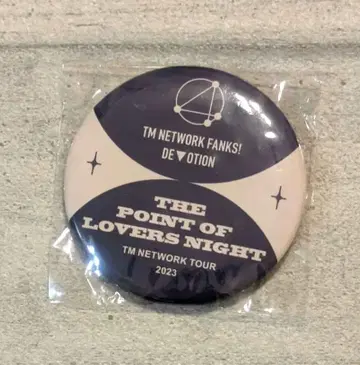 TM NETWORK FANKS!
DE▼OTION
THE
POINT OF
LOVERS NIGHT
TM NETWORK TOUR
2023